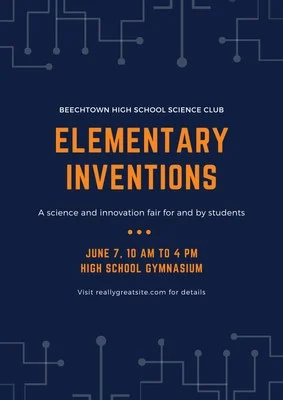 BEECHTOWN HIGH SCHOOL SCIENCE CLUB
ELEMENTARY
INVENTIONS
A science and innovation fair for and by students
JUNE 7, 10 AM TO 4 PM
HIGH SCHOOL GYMNASIUM
Visit reallygreatsite.com for details